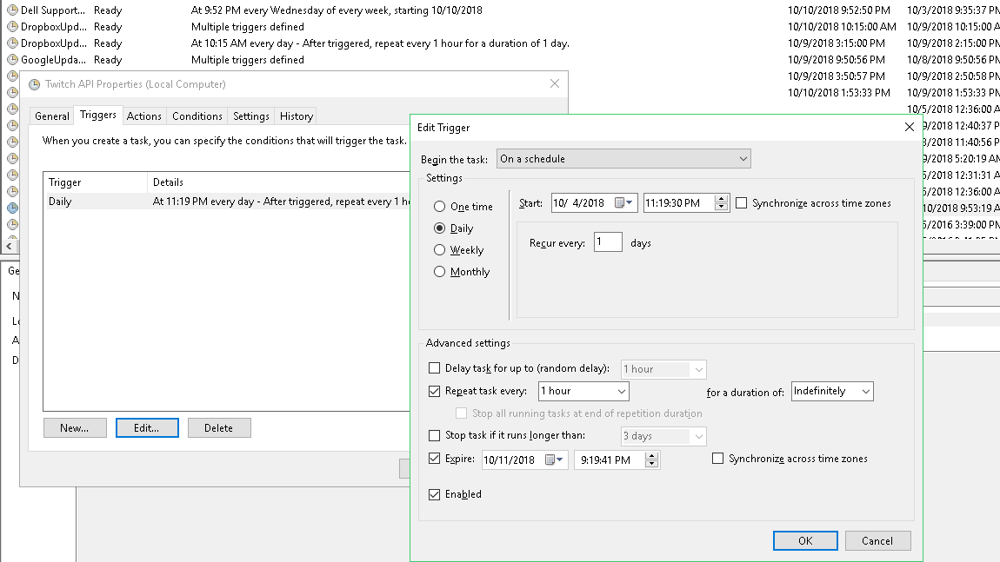 Dell Support... Ready At 9:52 PM every Wednesday of every week, starting 10/10/2018 10/10/2018 9:52:50 PM 10/3/2018 9:35:37 PM
DropboxUpd... Ready Multiple triggers defined 10/10/2018 10:15:00 AM 10/9/2018 10:15:00 A
DropboxUpd... Ready At 10:15 AM every day - After triggered, repeat every 1 hour for a duration of 1 day. 10/9/2018 3:15:00 PM 10/9/2018 2:15:00 PM
GoogleUpda... Ready Multiple triggers defined 10/9/2018 9:50:56 PM 10/8/2018 9:50:56 PM
10/9/2018 3:50:57 PM 10/9/2018 2:50:58 PM
10/10/2018 1:53:33 PM 10/9/2018 1:53:33 PM
10/5/2018 12:36:00 A
9/2018 12:40:37 P
3/2018 11:40:56 P
9/2018 5:20:19 AM
5/2018 12:31:31 A
5/2018 12:36:00 A
10/2018 9:53:19 A
5/2016 3:39:00 PM
Twitch API Properties (Local Computer)
General Triggers Actions Conditions Settings History
When you create a task, you can specify the conditions that will trigger the task.
Trigger Details
Daily At 11:19 PM every day - After triggered, repeat every 1 ho
New... Edit... Delete
Ge
N
Lo
A
D
Edit Trigger
Begin the task: On a schedule
Settings
One time
Daily
Weekly
Monthly
Start: 10/ 4/2018 11:19:30 PM Synchronize across time zones
Recur every: 1 days
Advanced settings
Delay task for up to (random delay): 1 hour
Repeat task every: 1 hour for a duration of: Indefinitely
Stop all running tasks at end of repetition duration
Stop task if it runs longer than: 3 days
Expire: 10/11/2018 9:19:41 PM Synchronize across time zones
Enabled
OK Cancel